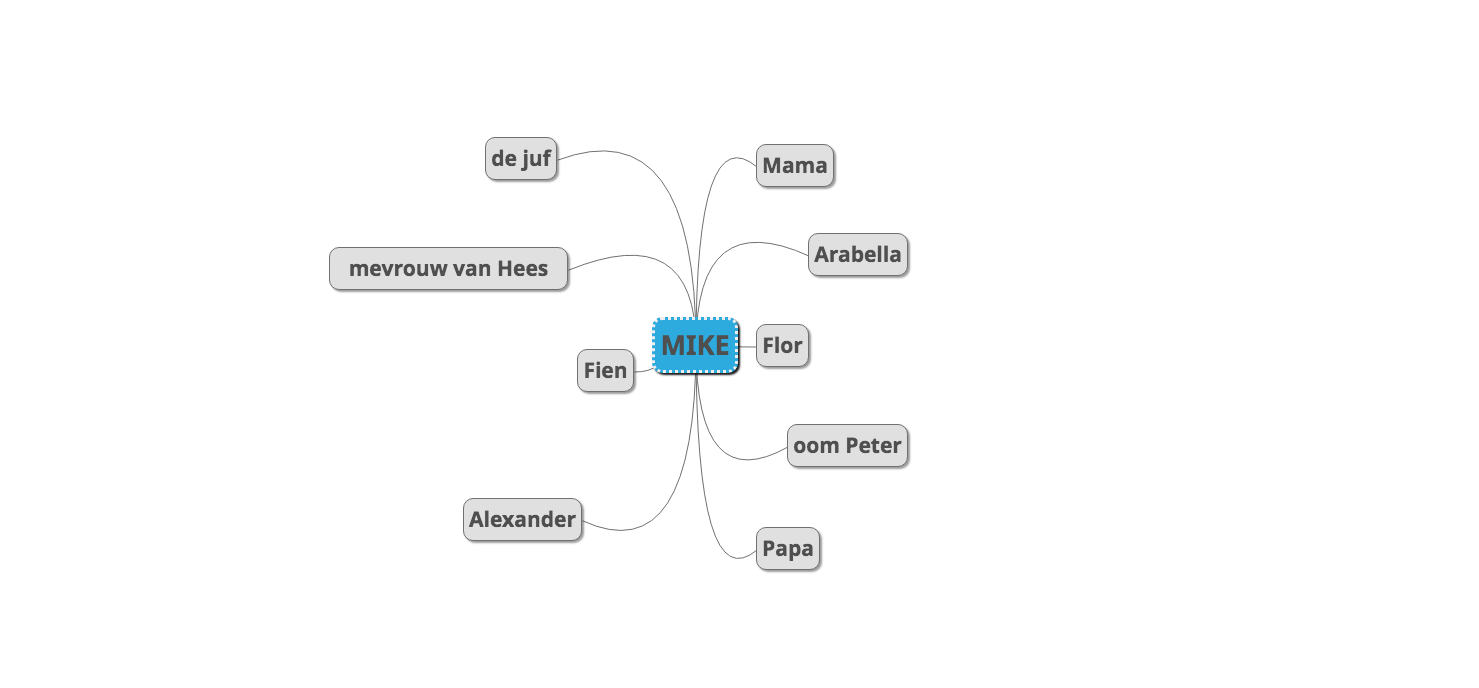 de juf
Mama
Arabella
mevrouw van Hees
MIKE
Flor
Fien
oom Peter
Alexander
Papa